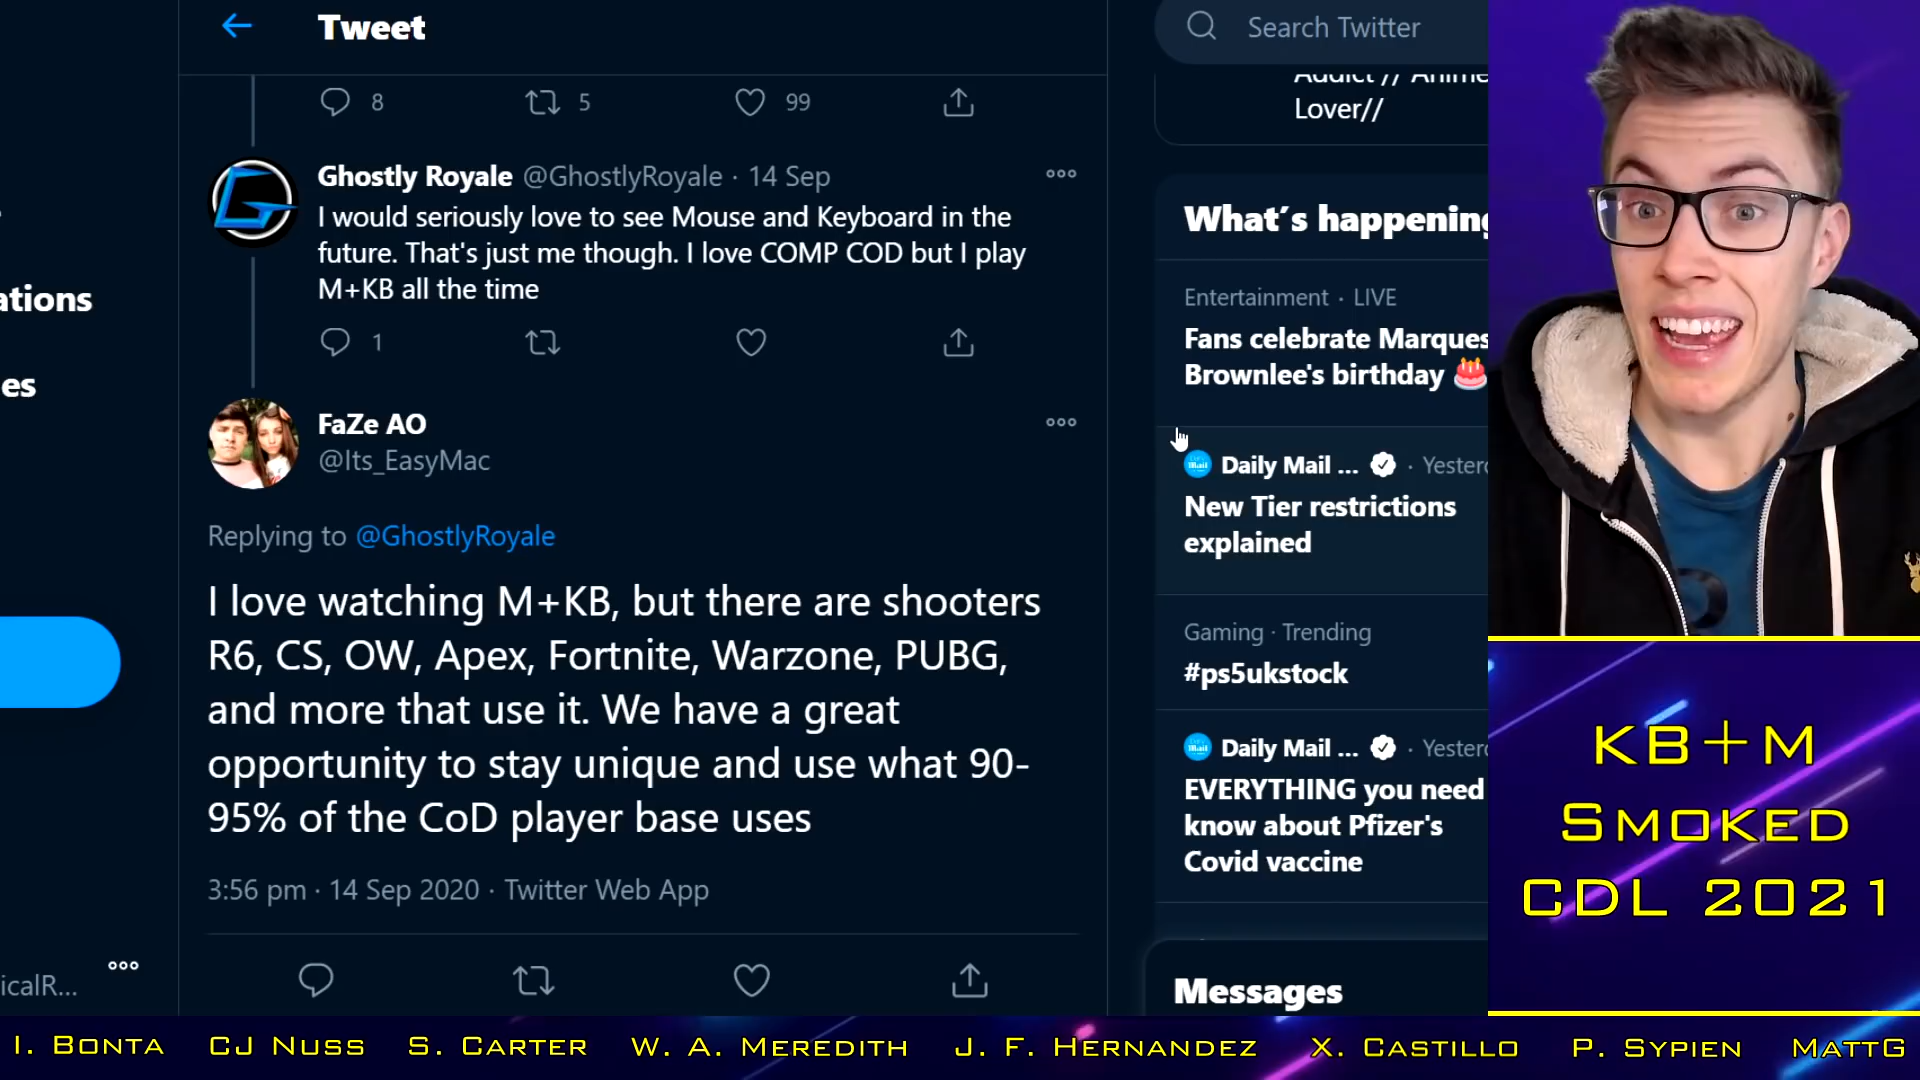 Tweet
8 5 99
Ghostly Royale @GhostlyRoyale · 14 Sep
I would seriously love to see Mouse and Keyboard in the
future. That's just me though. I love COMP COD but I play
M+KB all the time
1
FaZe AO
@Its_EasyMac
Replying to @GhostlyRoyale
I love watching M+KB, but there are shooters
R6, CS, OW, Apex, Fortnite, Warzone, PUBG,
and more that use it. We have a great
opportunity to stay unique and use what 90-
95% of the CoD player base uses
3:56 pm · 14 Sep 2020 · Twitter Web App
ations
es
icalR...
Search Twitter
Addict // Anime
Lover//
What's happening
Entertainment · LIVE
Fans celebrate Marques
Brownlee's birthday 🎂
Daily Mail ... · Yester
New Tier restrictions
explained
Gaming · Trending
#ps5ukstock
Daily Mail ... · Yester
EVERYTHING you need
know about Pfizer's
Covid vaccine
Messages
KB+M
SMOKED
CDL 2021
I. BONTA CJ NUSS S. CARTER W. A. MEREDITH J. F. HERNANDEZ X. CASTILLO P. SYPIEN MATTG